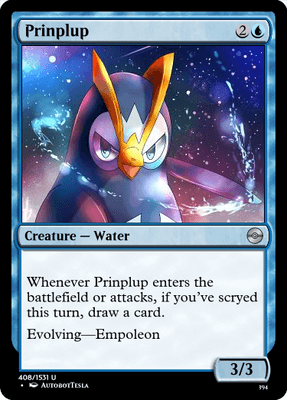 Prinplup 2
Creature — Water
Whenever Prinplup enters the
battlefield or attacks, if you've scryed
this turn, draw a card.
Evolving—Empoleon
3/3
408/1531 U
• AutobotTesla
394